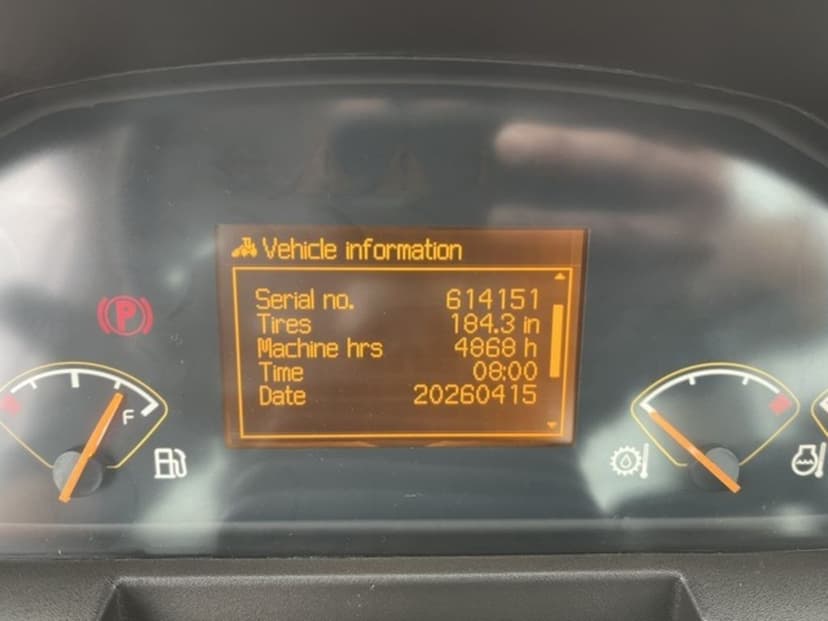 Vehicle information
Serial no. 614151
Tires 184.3 in
Machine hrs 4868 h
Time 08:00
Date 20260415
P
F